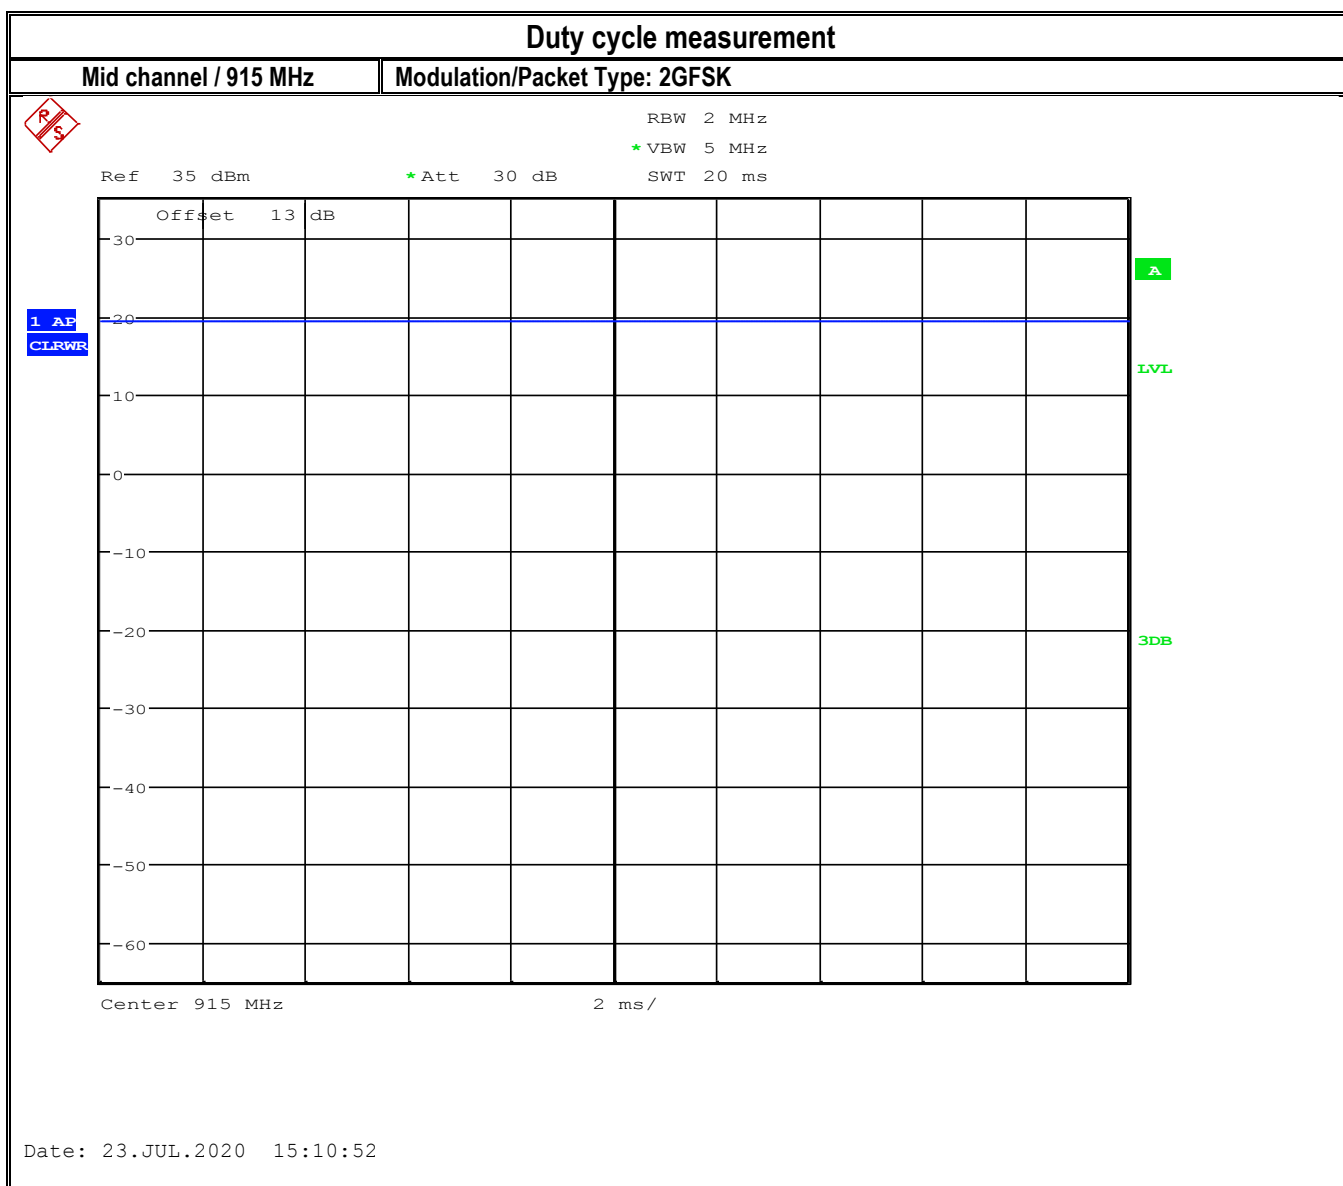 Duty cycle measurement
Mid channel / 915 MHz Modulation/Packet Type: 2GFSK
R S
RBW 2 MHz
* VBW 5 MHz
Ref 35 dBm * Att 30 dB SWT 20 ms
Offset 13 dB
30
A
1 AP
20
CLRWR
LVL
10
0
-10
-20
3DB
-30
-40
-50
-60
Center 915 MHz 2 ms/
Date: 23.JUL.2020 15:10:52